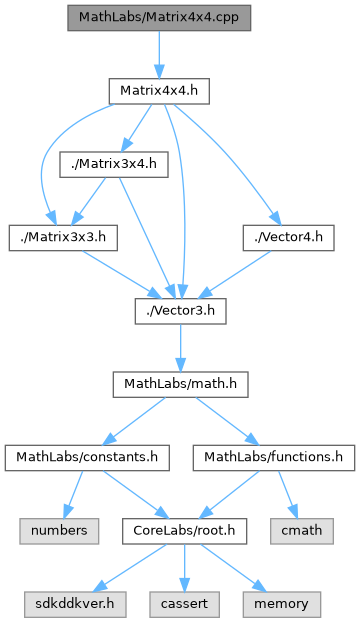 MathLabs/Matrix4x4.cpp
Matrix4x4.h
./Matrix3x4.h
./Matrix3x3.h
./Vector4.h
./Vector3.h
MathLabs/math.h
MathLabs/constants.h
MathLabs/functions.h
numbers
CoreLabs/root.h
cmath
sdkddkver.h
cassert
memory